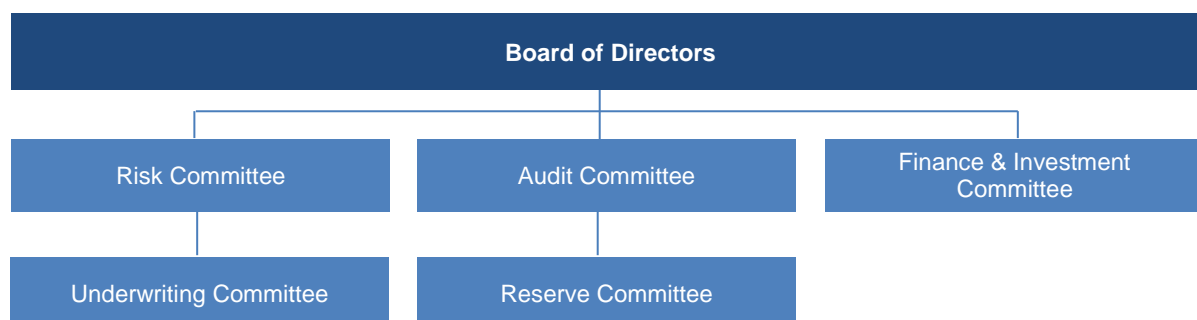 Board of Directors
Risk Committee
Audit Committee
Finance & Investment
Committee
Underwriting Committee
Reserve Committee